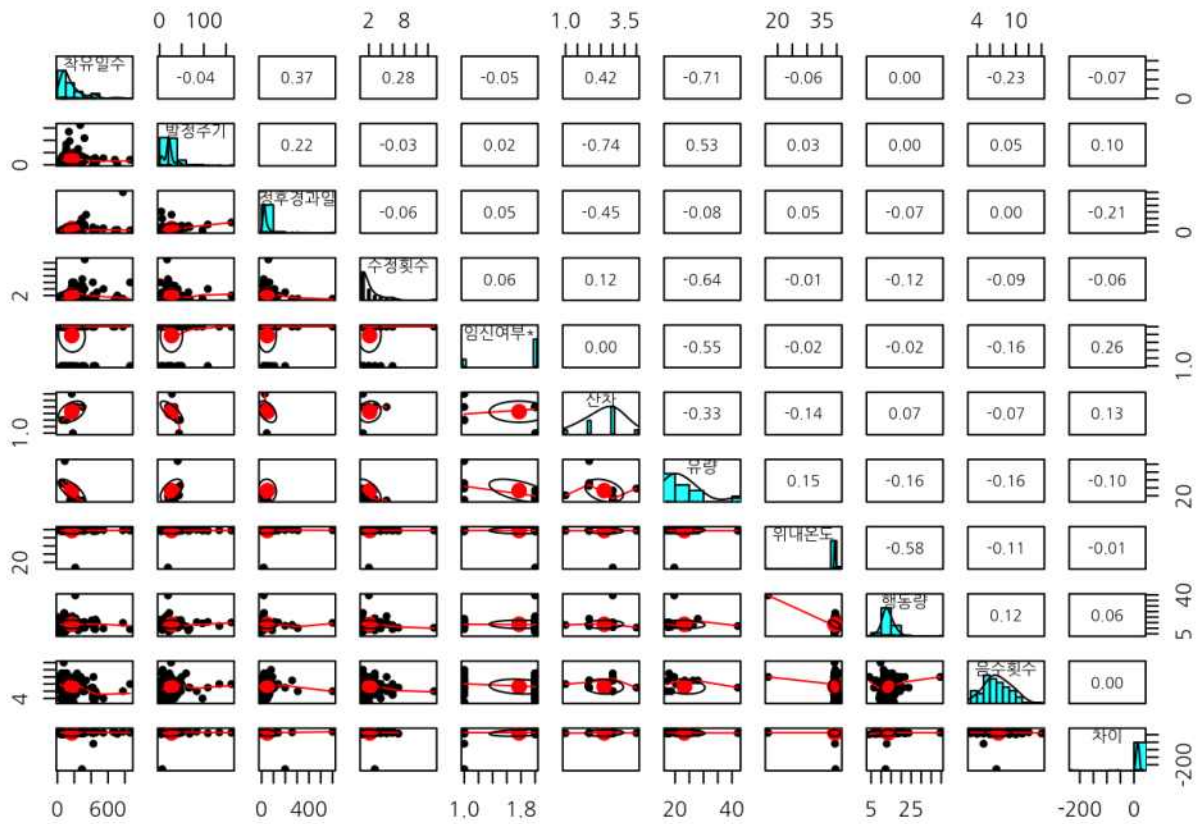 0 100 2 8 1.0 3.5 20 35 4 10
착유일수 -0.04 0.37 0.28 -0.05 0.42 -0.71 -0.06 0.00 -0.23 -0.07 0
0 발정주기 0.22 -0.03 0.02 -0.74 0.53 0.03 0.00 0.05 0.10
정후경과일 -0.06 0.05 -0.45 -0.08 0.05 -0.07 0.00 -0.21 0
2 수정횟수 0.06 0.12 -0.64 -0.01 -0.12 -0.09 -0.06
임신여부* 0.00 -0.55 -0.02 -0.02 -0.16 0.26 1.0
1.0 산차 -0.33 -0.14 0.07 -0.07 0.13
유량 0.15 -0.16 -0.16 -0.10 20
20 위내온도 -0.58 -0.11 -0.01
행동량 0.12 0.06 5 40
4 음수횟수 0.00
차이 -200
0 600 0 400 1.0 1.8 20 40 5 25 -200 0